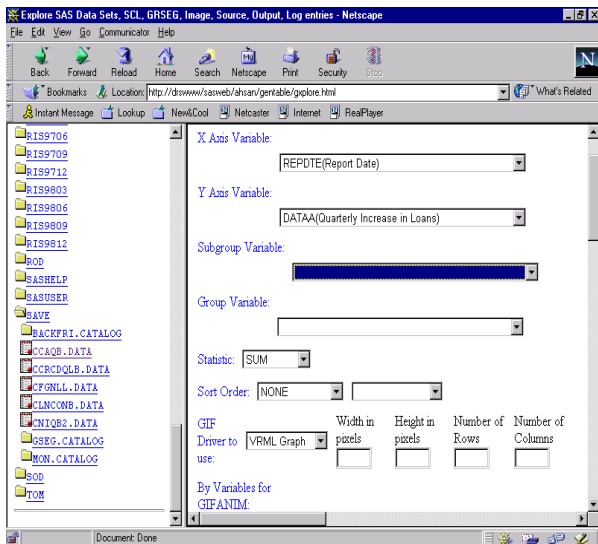 Explore SAS Data Sets, SCL, GRSEG, Image, Source, Output, Log entries - Netscape
File Edit View Go Communicator Help
Back Forward Reload Home Search Netscape Print Security Stop
N
Bookmarks Location: http://drswww/sasweb/ahsan/gentable/gxplore.html What's Related
Instant Message Lookup New&Cool Netcaster Internet RealPlayer
RIS9706
RIS9709
RIS9712
RIS9803
RIS9806
RIS9809
RIS9812
ROD
SASHELP
SASUSER
SAVE
BACKFRI.CATALOG
CCAQB.DATA
CCRCDQLB.DATA
CFGNLL.DATA
CLNCONB.DATA
CNIQB2.DATA
GSEG.CATALOG
MON.CATALOG
SOD
TOM
X Axis Variable:
REPDTE(Report Date)
Y Axis Variable:
DATAA(Quarterly Increase in Loans)
Subgroup Variable:
Group Variable:
Statistic: SUM
Sort Order: NONE
GIF Driver to use: VRML Graph
Width in pixels
Height in pixels
Number of Rows
Number of Columns
By Variables for
GIFANIM:
Document: Done